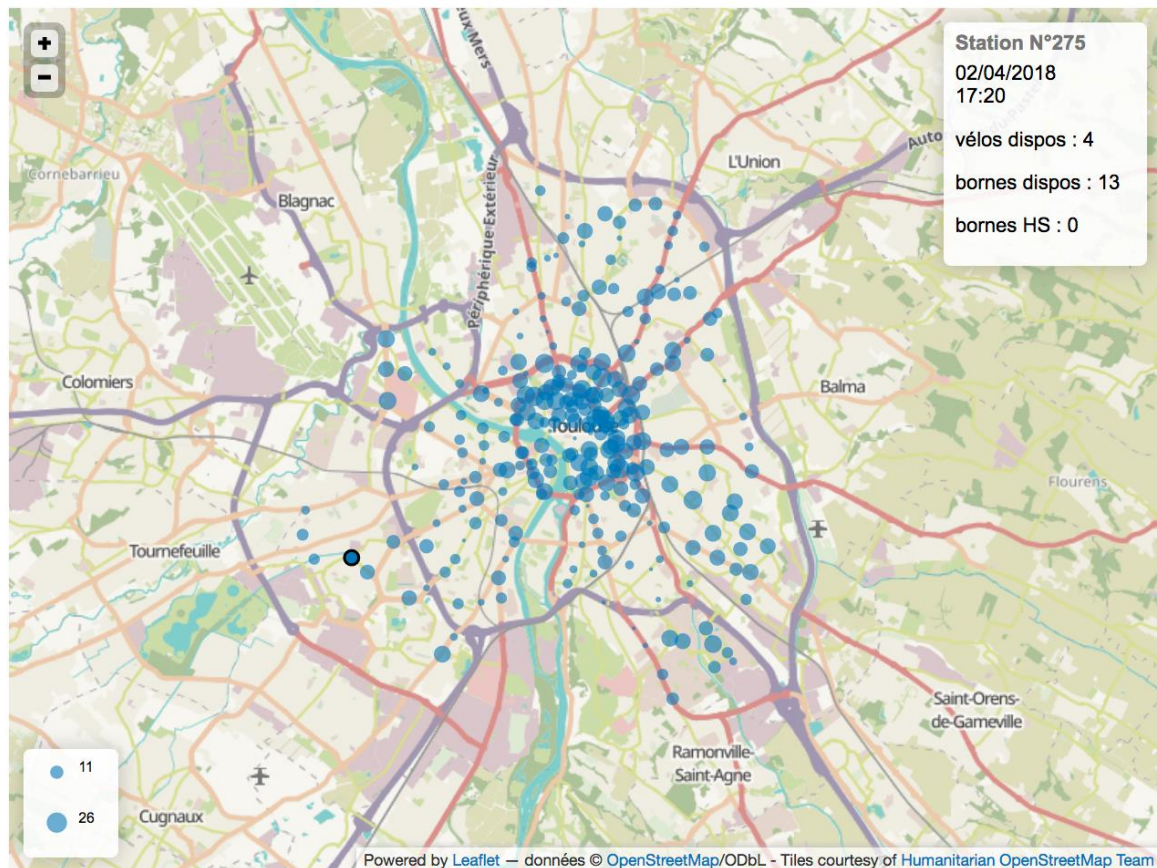 +
−
Station N°275
02/04/2018
17:20
vélos dispos : 4
bornes dispos : 13
bornes HS : 0
L'Union
Cornebarrieu
Blagnac
Périphérique Extérieur
Colomiers
Balma
Toulouse
Flourens
Tournefeuille
Saint-Orens-
de-Gameville
Ramonville-
Saint-Agne
Cugnaux
11
26
Powered by Leaflet — données © OpenStreetMap/ODbL - Tiles courtesy of Humanitarian OpenStreetMap Team